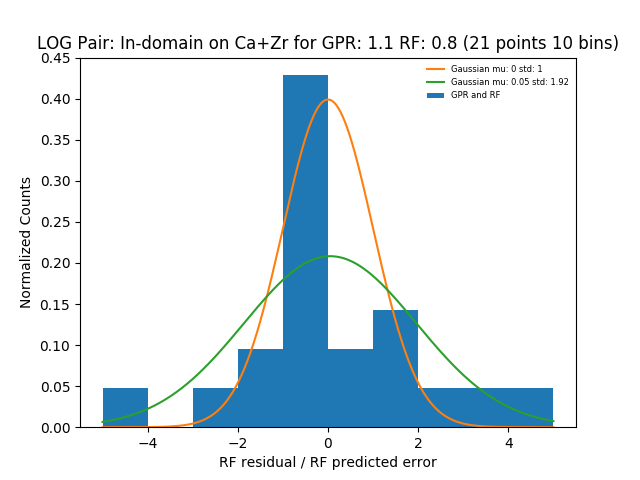 LOG Pair: In-domain on Ca+Zr for GPR: 1.1 RF: 0.8 (21 points 10 bins)
Gaussian mu: 0 std: 1
Gaussian mu: 0.05 std: 1.92
GPR and RF
Normalized Counts
0.45
0.40
0.35
0.30
0.25
0.20
0.15
0.10
0.05
0.00
−4 −2 0 2 4
RF residual / RF predicted error